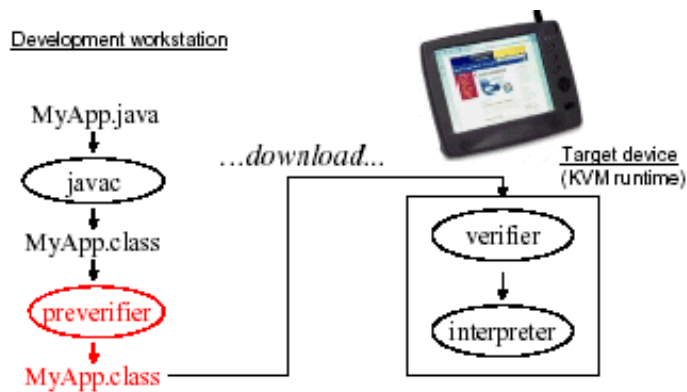 Development workstation
MyApp.java
javac
MyApp.class
preverifier
MyApp.class
...download...
Target device
(KVM runtime)
verifier
interpreter